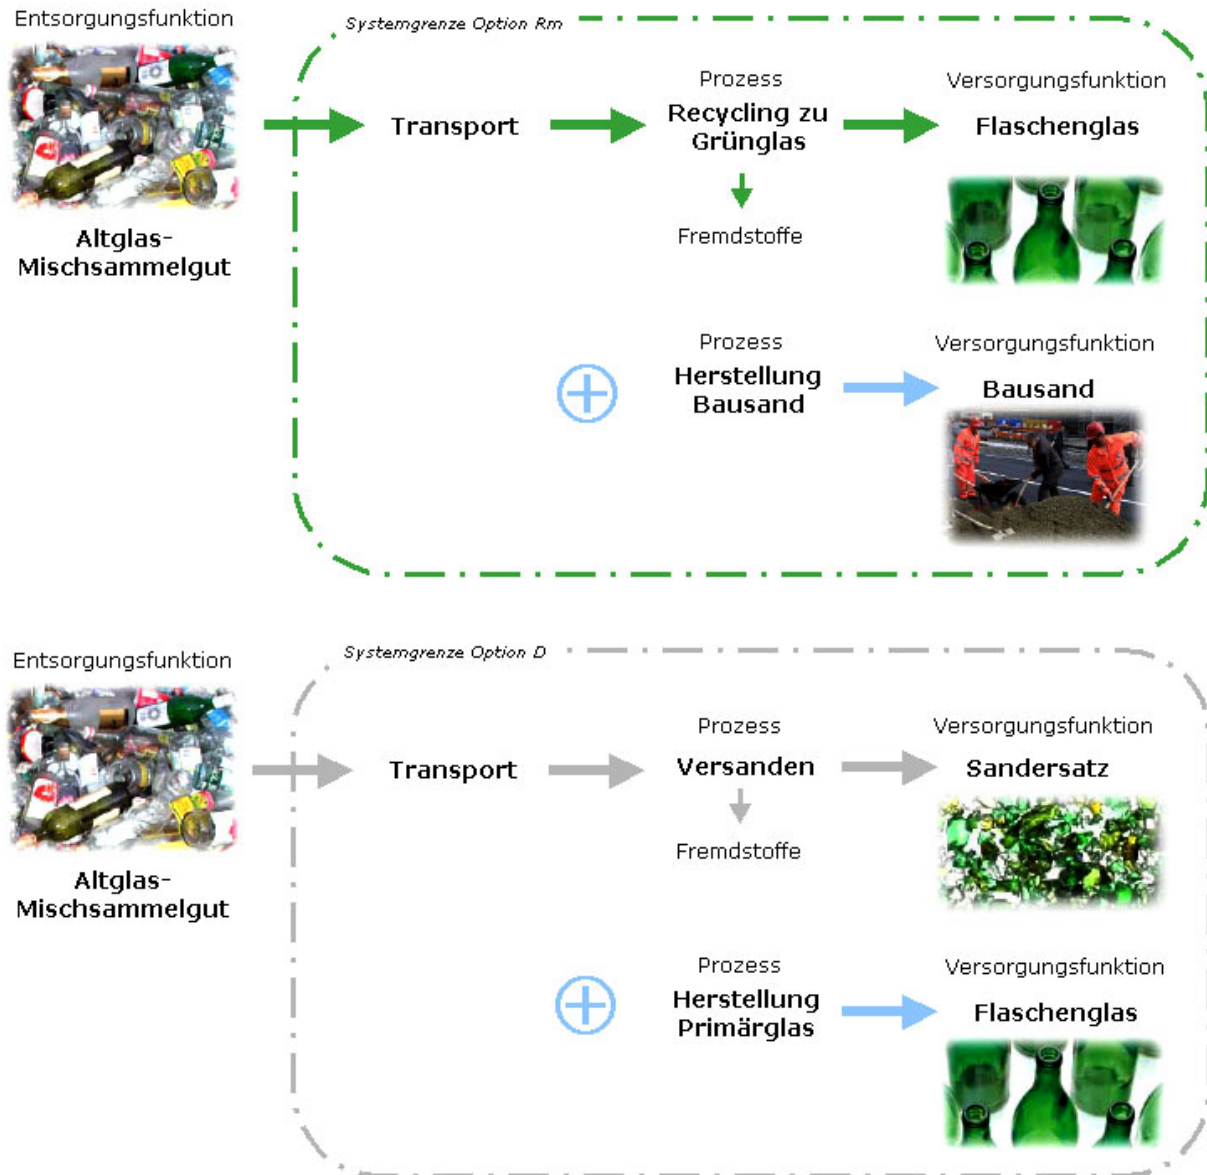 Entsorgungsfunktion
Systemgrenze Option Rm
Prozess
Versorgungsfunktion
Transport
Recycling zu
Grünglas
Flaschenglas
Fremdstoffe
Altglas-
Mischsammelgut
Prozess
Versorgungsfunktion
Herstellung
Bausand
Bausand
Entsorgungsfunktion
Systemgrenze Option D
Prozess
Versorgungsfunktion
Transport
Versanden
Sandersatz
Fremdstoffe
Altglas-
Mischsammelgut
Prozess
Versorgungsfunktion
Herstellung
Primärglas
Flaschenglas